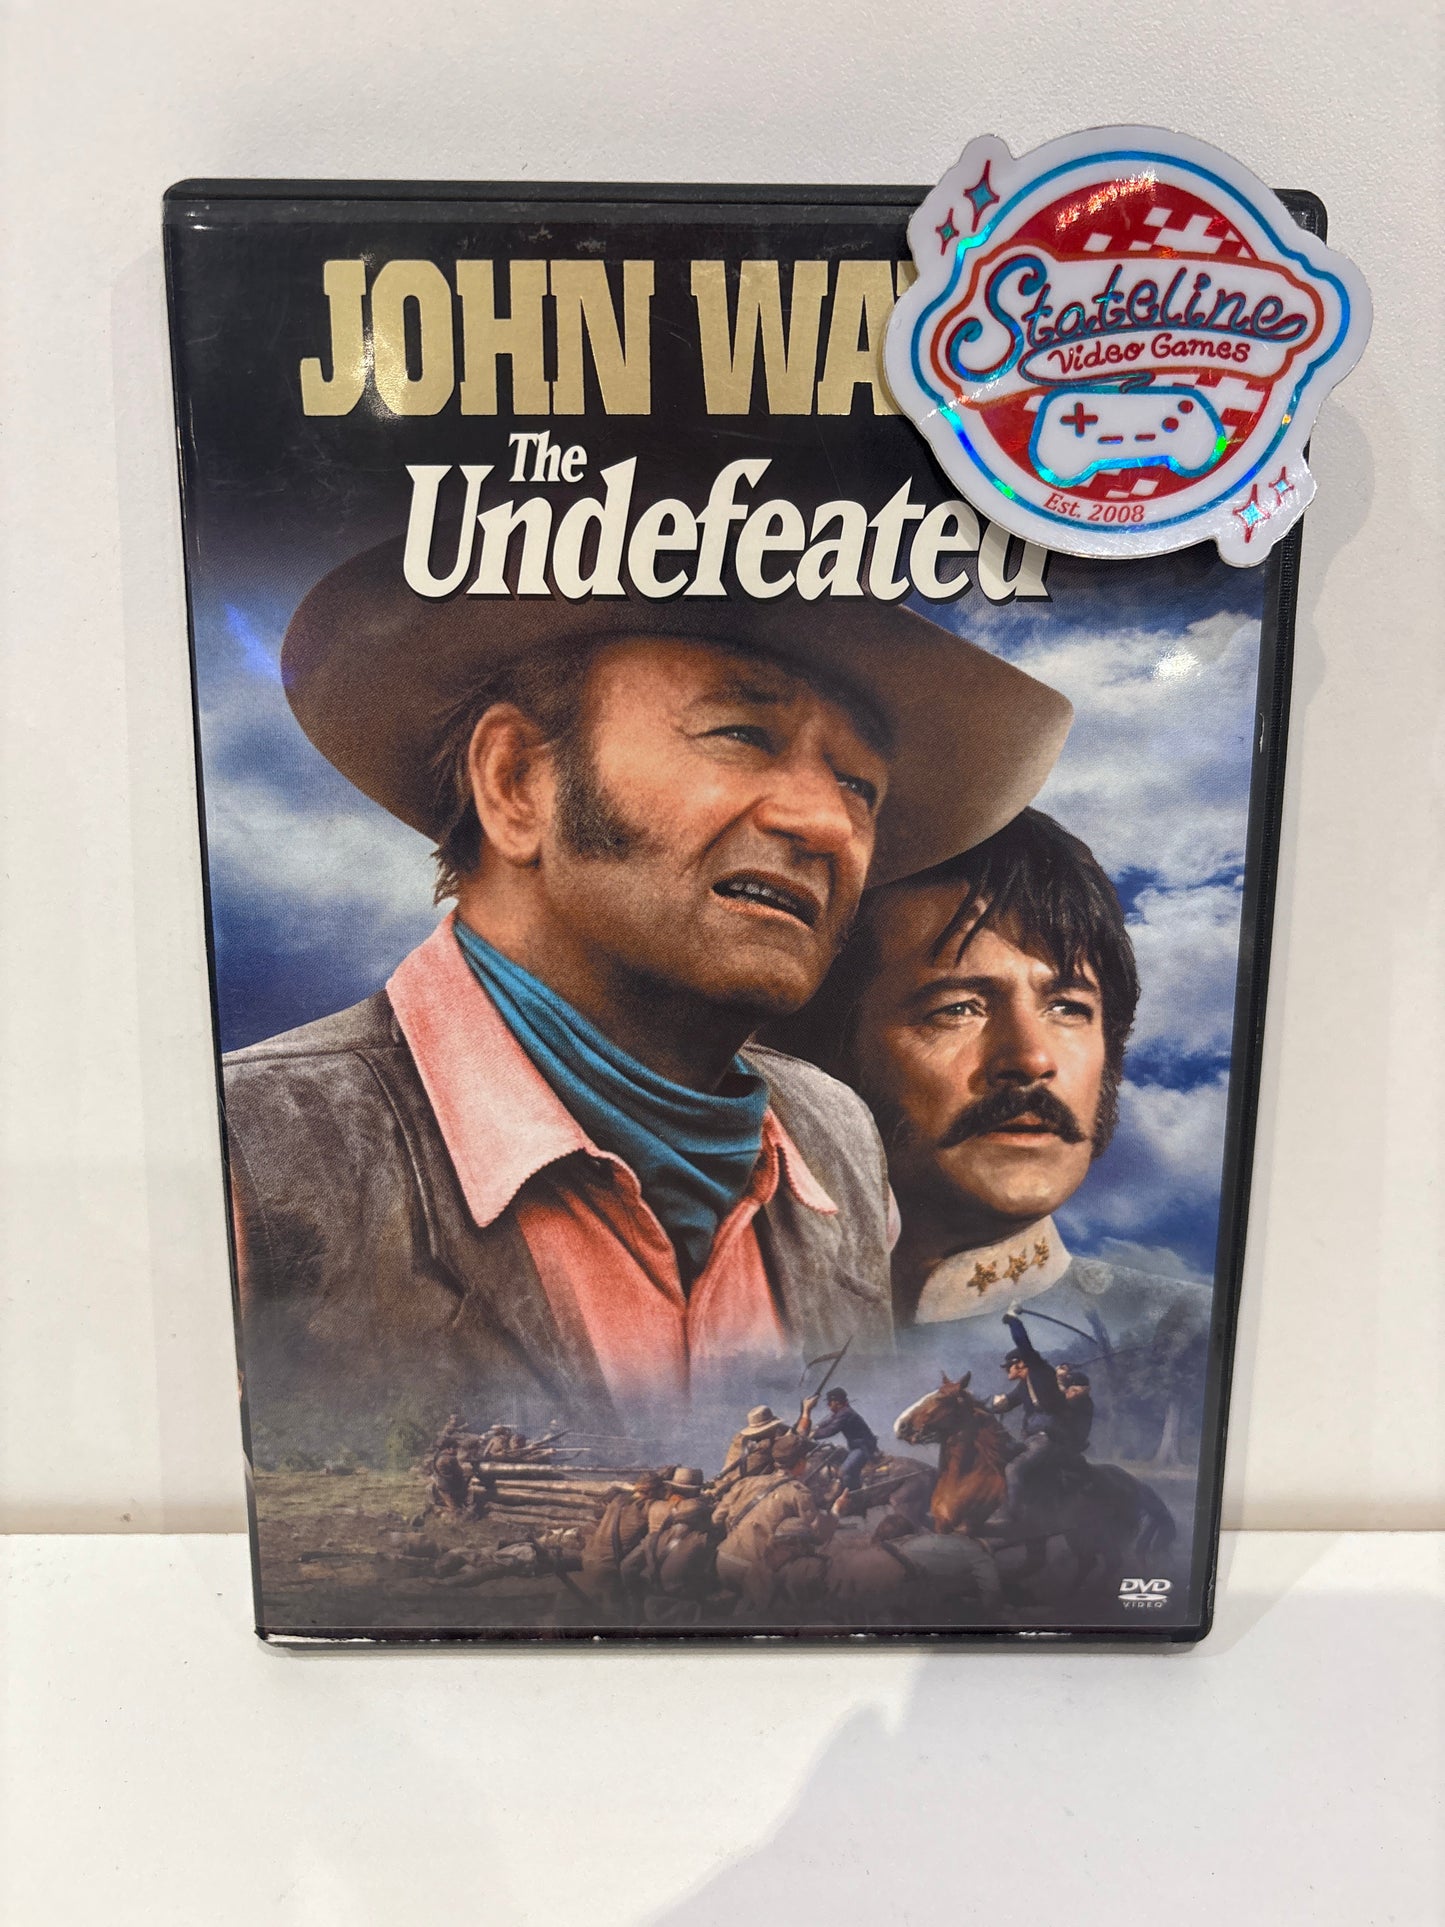 JOHN WA
The
Undefeated
Stateline
Video Games
Est. 2008
DVD
VIDEO